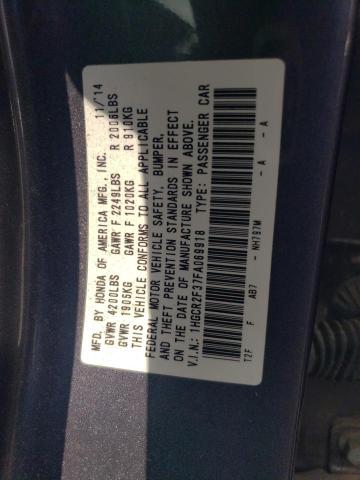 MFD. BY HONDA OF AMERICA MFG., INC. 11/14
GVWR 4200LBS GAWR F 2249LBS R 2006LBS
GVWR 1905KG GAWR F 1020KG R 910KG
THIS VEHICLE CONFORMS TO ALL APPLICABLE
FEDERAL MOTOR VEHICLE SAFETY, BUMPER,
AND THEFT PREVENTION STANDARDS IN EFFECT
ON THE DATE OF MANUFACTURE SHOWN ABOVE.
V.I.N.: 1HGCR2F37FA069918 TYPE: PASSENGER CAR
T2F F AB7 - NH797M - A - A